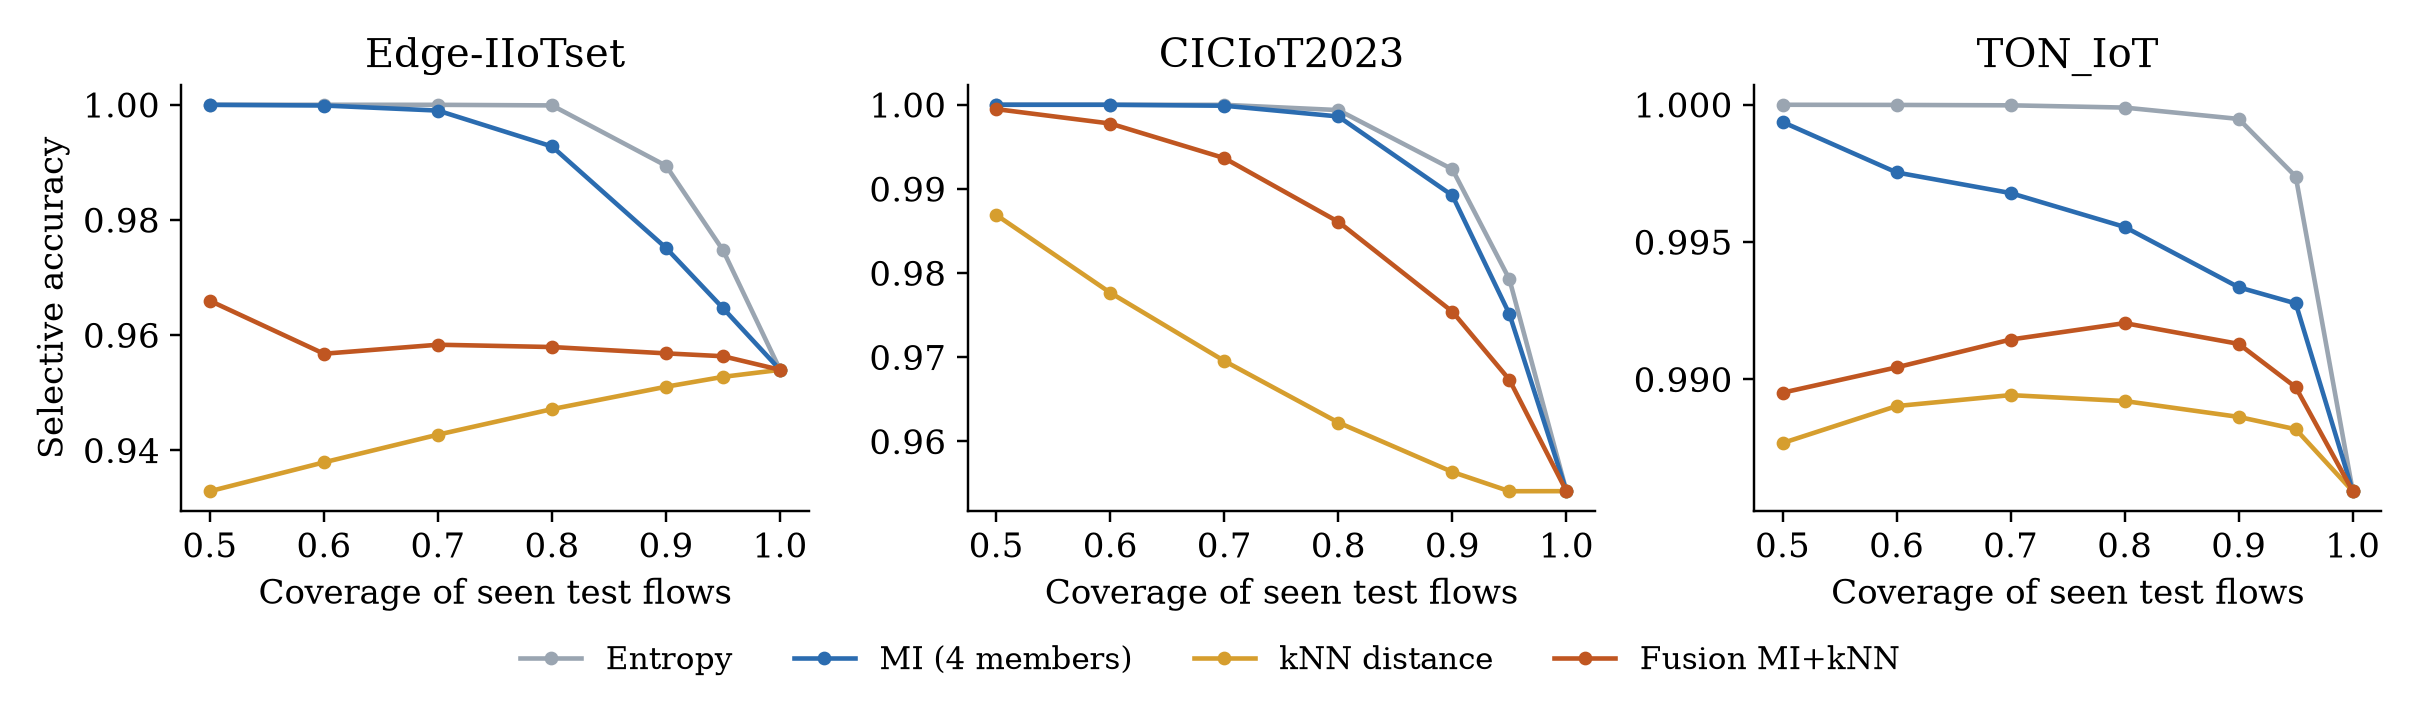 Edge-IIoTset
CICIoT2023
TON_IoT
Selective accuracy
1.00
0.98
0.96
0.94
1.00
0.99
0.98
0.97
0.96
1.000
0.995
0.990
0.5 0.6 0.7 0.8 0.9 1.0
0.5 0.6 0.7 0.8 0.9 1.0
0.5 0.6 0.7 0.8 0.9 1.0
Coverage of seen test flows
Coverage of seen test flows
Coverage of seen test flows
Entropy
MI (4 members)
kNN distance
Fusion MI+kNN